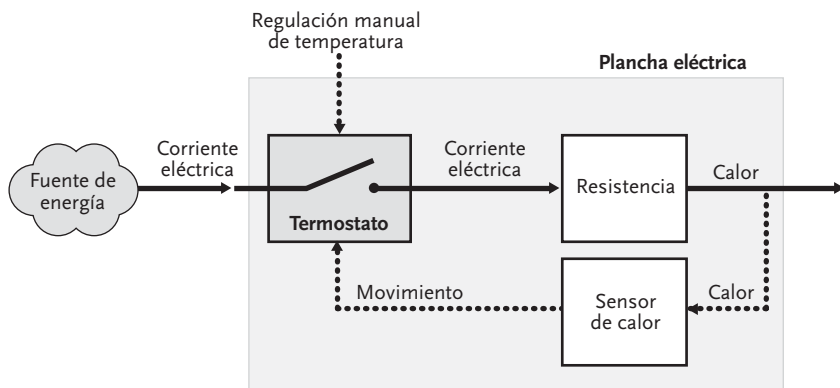 Regulación manual
de temperatura
Plancha eléctrica
Corriente
eléctrica
Corriente
eléctrica
Fuente de
energía
Resistencia
Calor
Termostato
Movimiento
Sensor
de calor
Calor